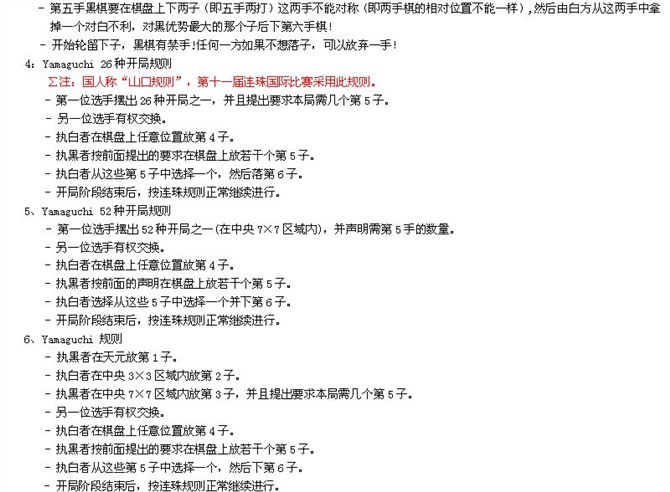 - 第五手黑棋要在棋盘上下两子（即五手两打）这两手不能对称（即两手棋的相对位置不能一样），然后由白方从这两手中拿
掉一个对白不利，对黑优势最大的那个子后下第六手棋！
- 开始轮留下子，黑棋有禁手！任何一方如果不想落子，可以放弃一手！
4：Yamaguchi 26种开局规则
∑注：国人称“山口规则”，第十一届连珠国际比赛采用此规则。
- 第一位选手摆出26种开局之一，并且提出要求本局需几个第5子。
- 另一位选手有权交换。
- 执白者在棋盘上任意位置放第4子。
- 执黑者按前面提出的要求在棋盘上放若干个第5子。
- 执白者从这些第5子中选择一个，然后落第6子。
- 开局阶段结束后，按连珠规则正常继续进行。
5、Yamaguchi 52种开局规则
- 第一位选手摆出52种开局之一(在中央7×7区域内)，并声明需第5手的数量。
- 另一位选手有权交换。
- 执白者在棋盘上任意位置放第4子。
- 执黑者按前面的声明在棋盘上放若干个第5子。
- 执白者选择从这些5子中选择一个并下第6子。
- 开局阶段结束后，按连珠规则正常继续进行。
6、Yamaguchi 规则
- 执黑者在天元放第1子。
- 执白者在中央3×3区域内放第2子。
- 执黑者在中央7×7区域内放第3子，并且提出要求本局需几个第5子。
- 另一位选手有权交换。
- 执白者在棋盘上任意位置放第4子。
- 执黑者按前面提出的要求在棋盘上放若干个第5子。
- 执白者从这些第5子中选择一个，然后下第6子。
- 开局阶段结束后，按连珠规则正常继续进行。